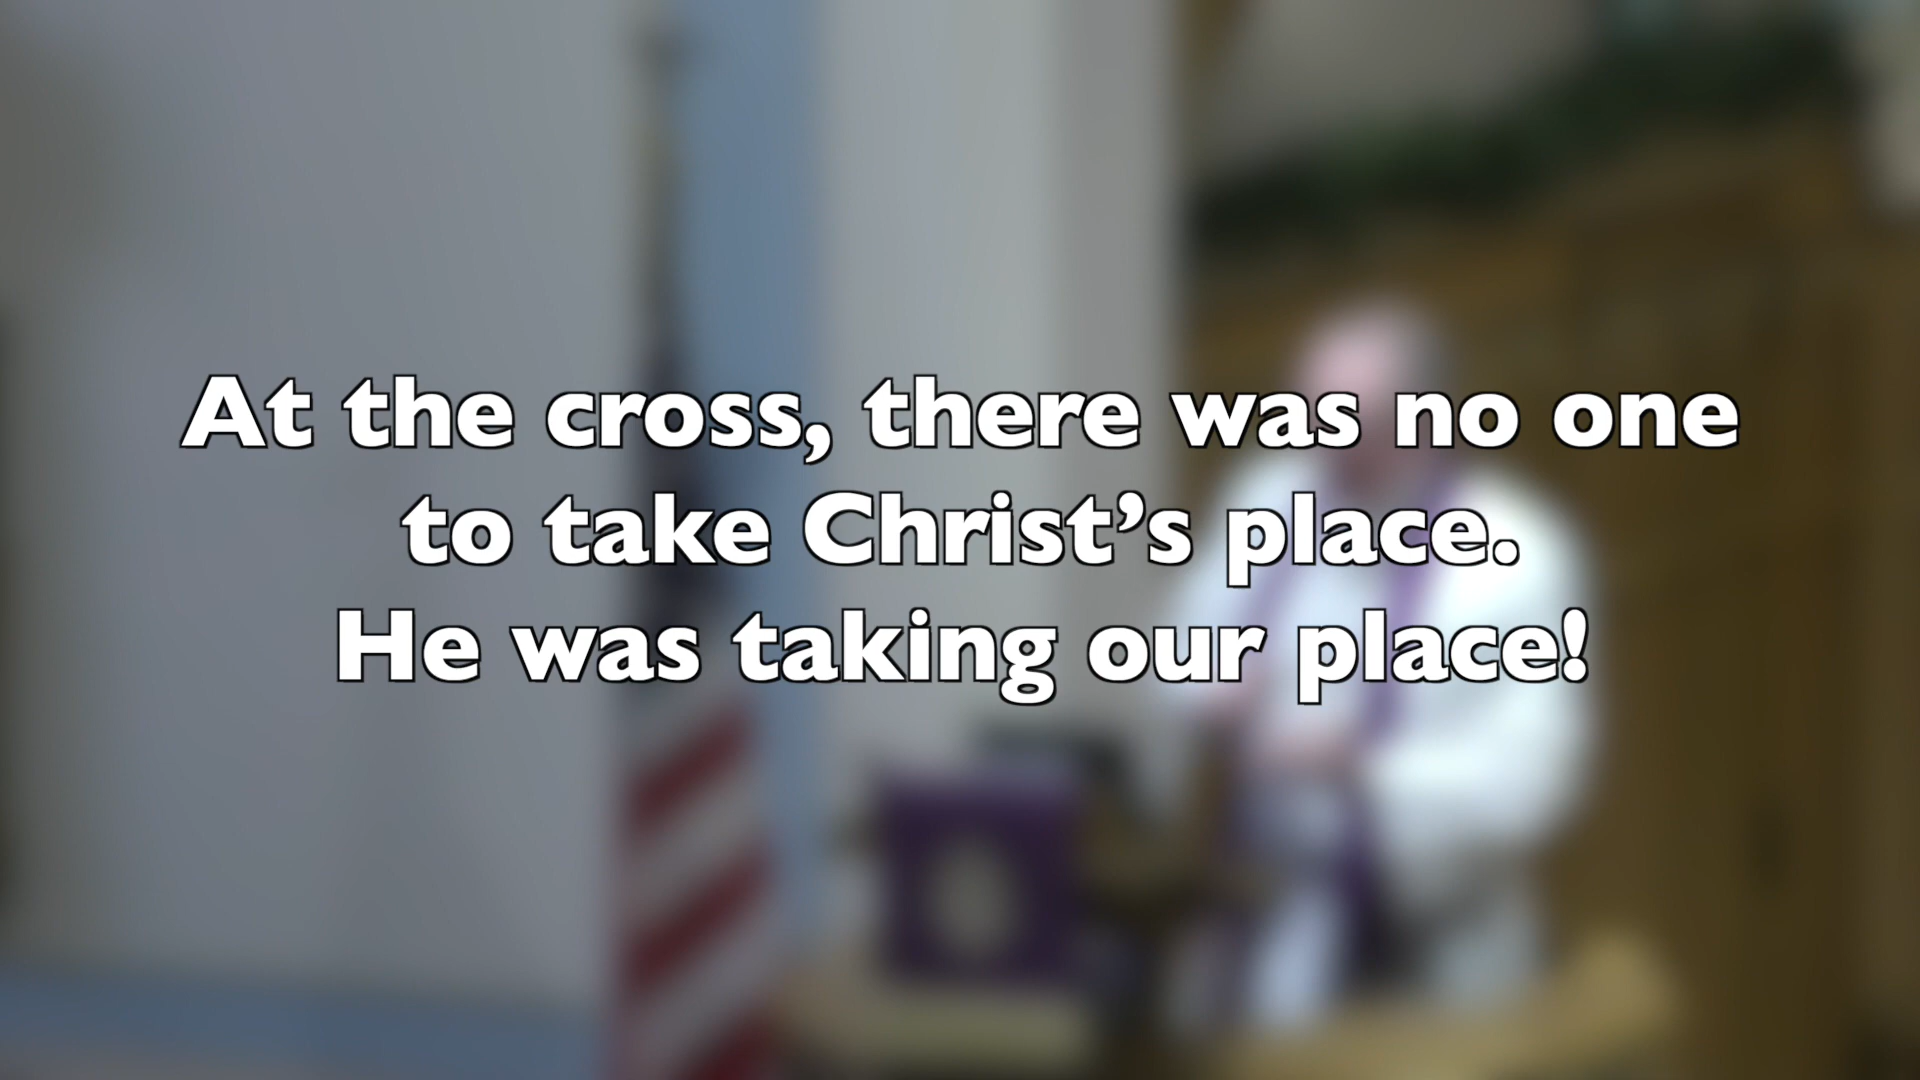 At the cross, there was no one
to take Christ’s place.
He was taking our place!